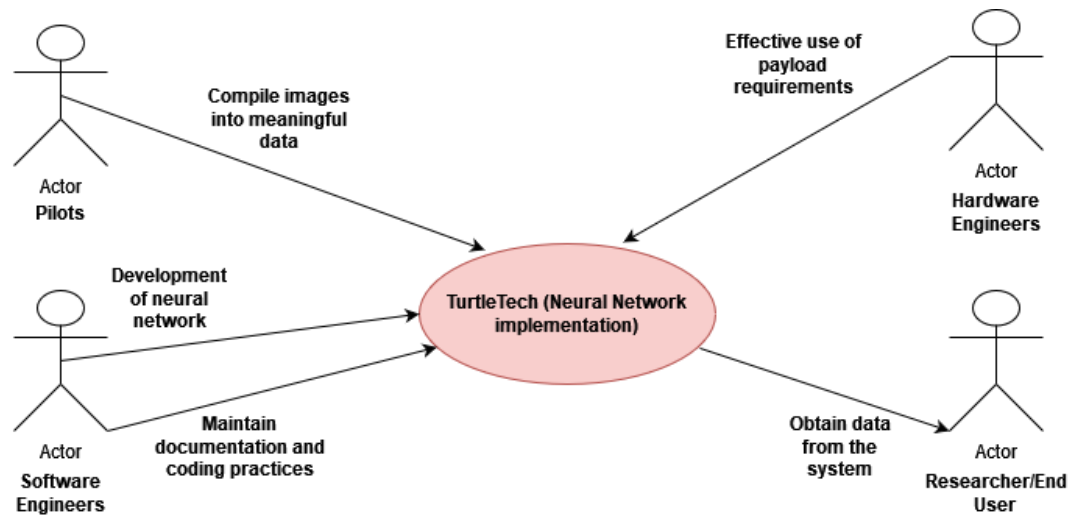 Effective use of
payload
requirements
Compile images
into meaningful
data
Actor
Pilots
Actor
Hardware
Engineers
Development
of neural
network
TurtleTech (Neural Network
implementation)
Maintain
documentation and
coding practices
Obtain data
from the
system
Actor
Software
Engineers
Actor
Researcher/End
User